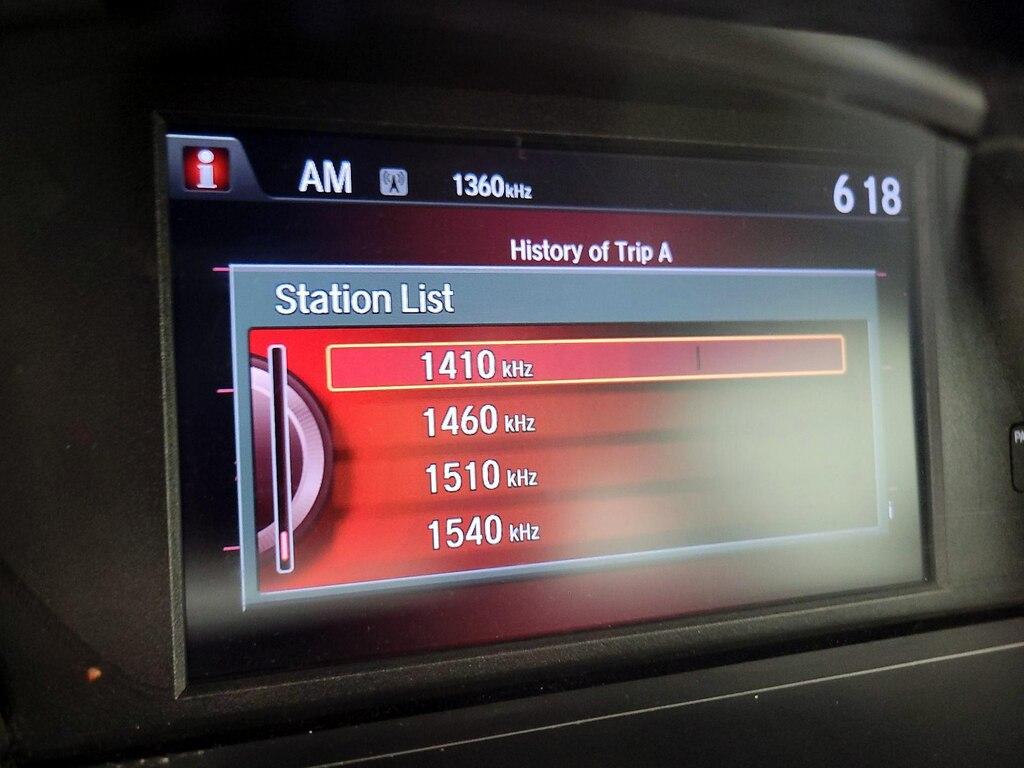 i AM 1360kHz 6 18
History of Trip A
Station List
1410 kHz
1460 kHz
1510 kHz
1540 kHz